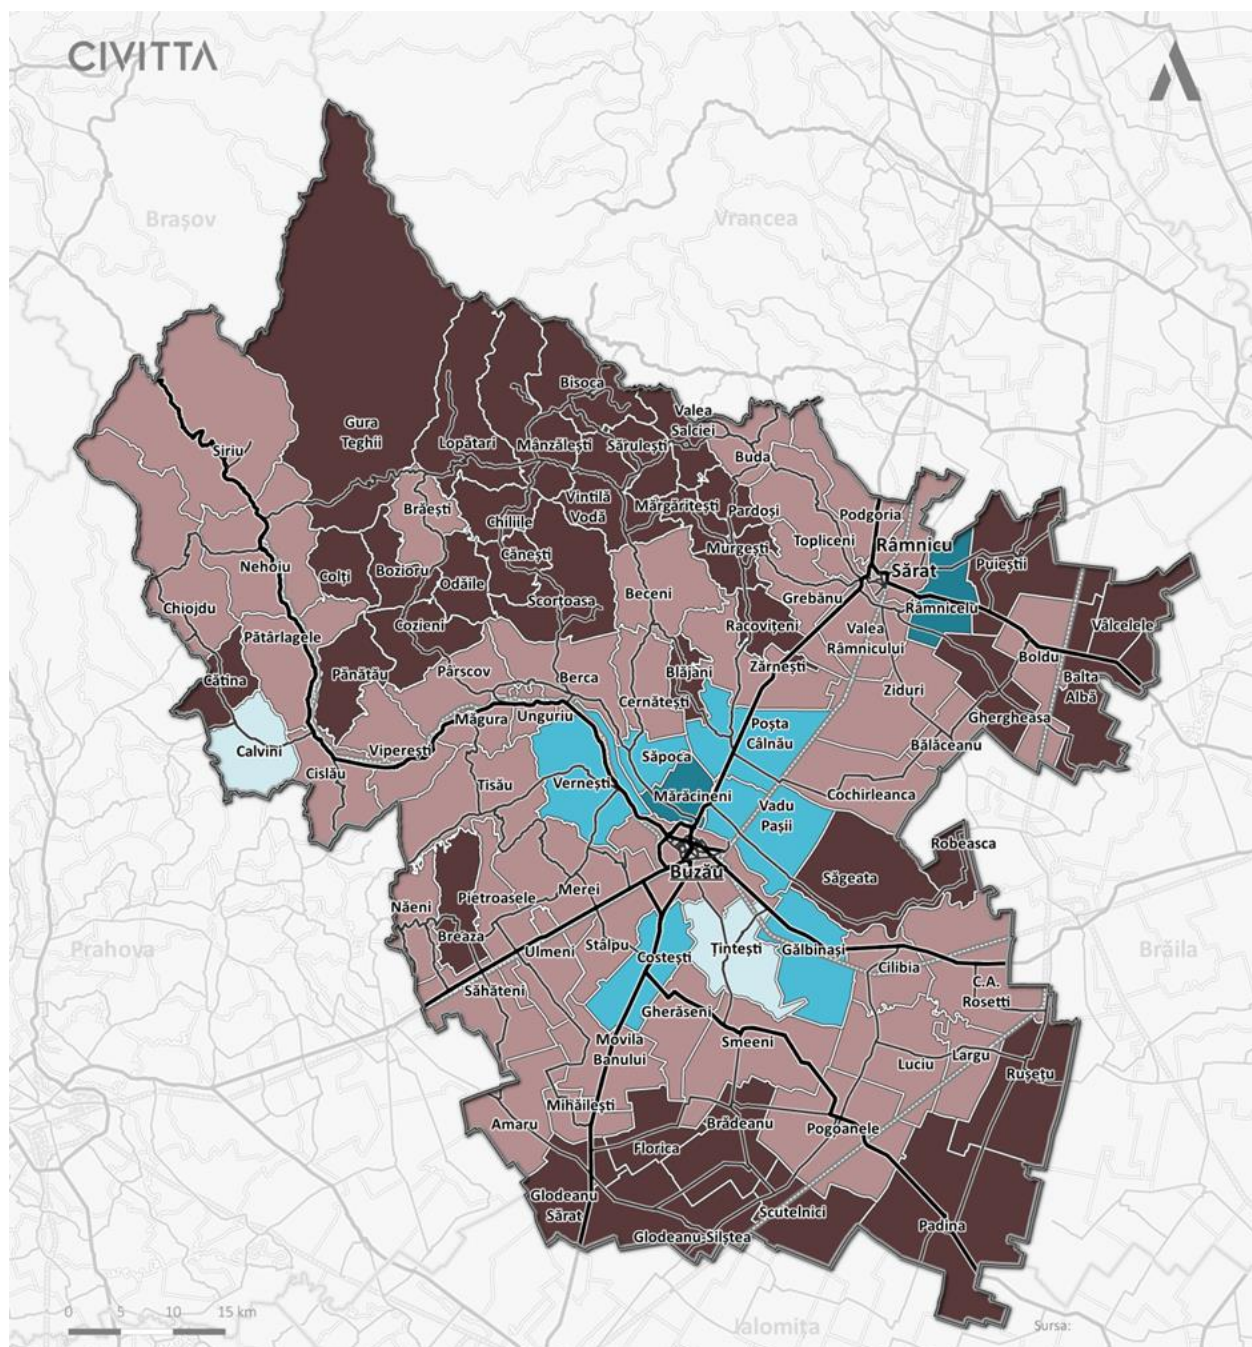 CIVITTA
Brașov
Vrancea
Bisoca
Valea
Salciei
Gura
Teghii
Lopătari
Mânzălești
Sărulești
Buda
Siriu
Vintilă
Vodă
Mărgăritești
Pardoși
Brăești
Chiliile
Podgoria
Topliceni
Murgești
Râmnicu
Sărat
Cănești
Puieștii
Nehoiu
Colți
Bozioru
Odăile
Beceni
Grebănu
Scorțoasa
Râmnicelu
Chiojdu
Cozieni
Racovițeni
Valea
Râmnicului
Vâlcelele
Pătârlagele
Boldu
Cătina
Pănătău
Pârscov
Berca
Blăjani
Zărnești
Balta
Albă
Ziduri
Cernătești
Măgura
Unguriu
Ghergheasa
Poșta
Câlnău
Calvini
Viperești
Săpoca
Bălăceanu
Cislău
Tisău
Vernești
Mărăcineni
Cochirleanca
Vadu
Pașii
Robeasca
Buzău
Săgeata
Merei
Pietroasele
Năeni
Breaza
Ulmeni
Stâlpu
Costești
Țintești
Gălbinași
Prahova
Brăila
Cilibia
C.A.
Rosetti
Săhăteni
Gherăseni
Movila
Banului
Smeeni
Luciu
Largu
Rușețu
Mihăilești
Amaru
Brădeanu
Pogoanele
Florica
Glodeanu
Sărat
Scutelnici
Padina
Glodeanu-Siliștea
0 5 10 15 km
Ialomița
Sursa: